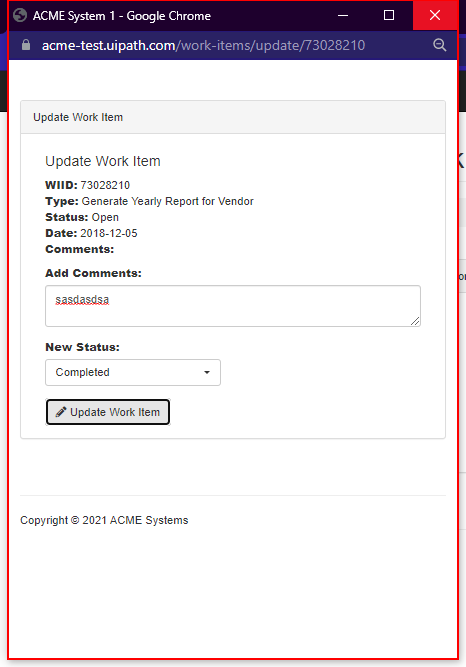 ACME System 1 - Google Chrome
acme-test.uipath.com/work-items/update/73028210
Update Work Item
Update Work Item
WIID: 73028210
Type: Generate Yearly Report for Vendor
Status: Open
Date: 2018-12-05
Comments:
Add Comments:
sasdasdsa
New Status:
Completed
Update Work Item
Copyright © 2021 ACME Systems